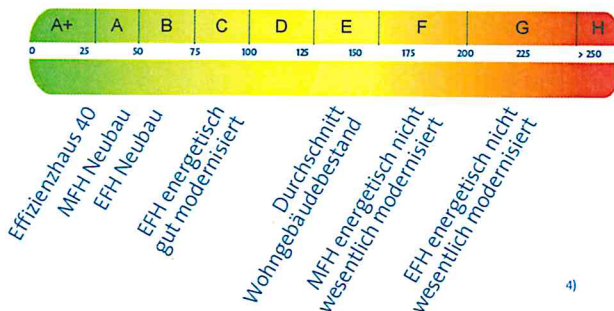 A+ A B C D E F G H
0 25 50 75 100 125 150 175 200 225 > 250
Effizienzhaus 40
MFH Neubau
EFH Neubau
EFH energetisch
gut modernisiert
Durchschnitt
Wohngebäudebestand
MFH energetisch nicht
wesentlich modernisiert
EFH energetisch nicht
wesentlich modernisiert
4)